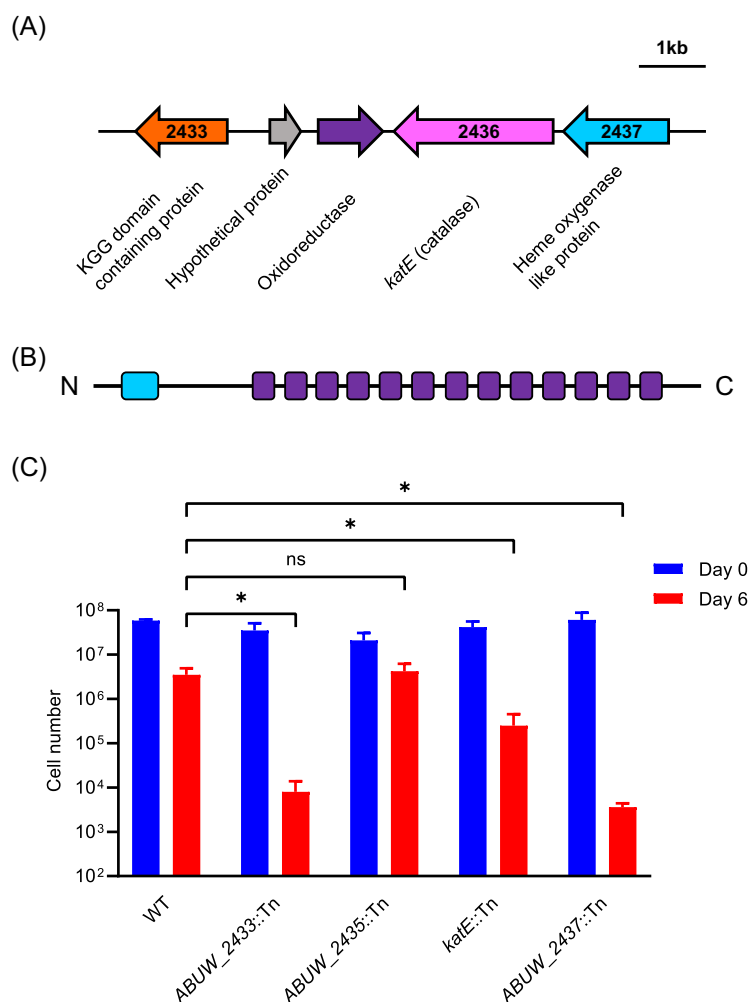 (A)
1kb
2433
2436
2437
KGG domain
containing protein
Hypothetical protein
Oxidoreductase
katE (catalase)
Heme oxygenase
like protein
(B)
N
C
(C)
*
*
ns
*
Day 0
Day 6
Cell number
10⁸
10⁷
10⁶
10⁵
10⁴
10³
10²
WT
ABUW_2433::Tn
ABUW_2435::Tn
katE::Tn
ABUW_2437::Tn